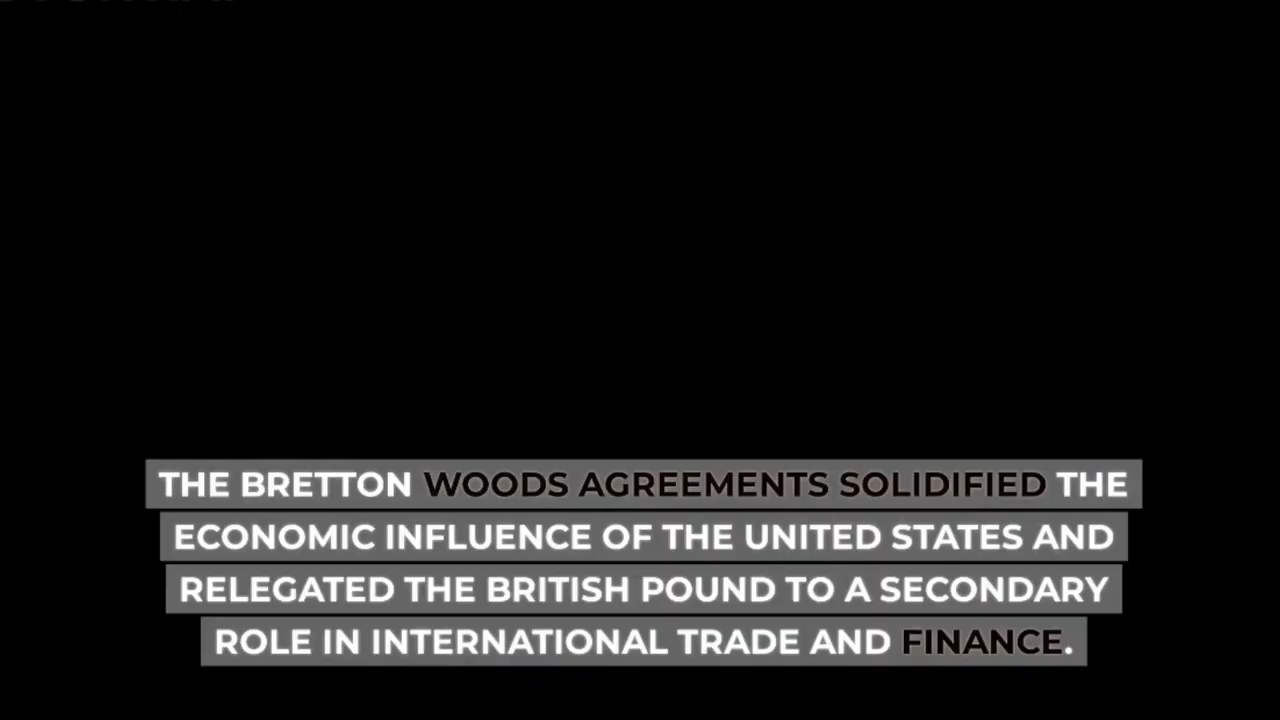 THE BRETTON WOODS AGREEMENTS SOLIDIFIED THE
ECONOMIC INFLUENCE OF THE UNITED STATES AND
RELEGATED THE BRITISH POUND TO A SECONDARY
ROLE IN INTERNATIONAL TRADE AND FINANCE.